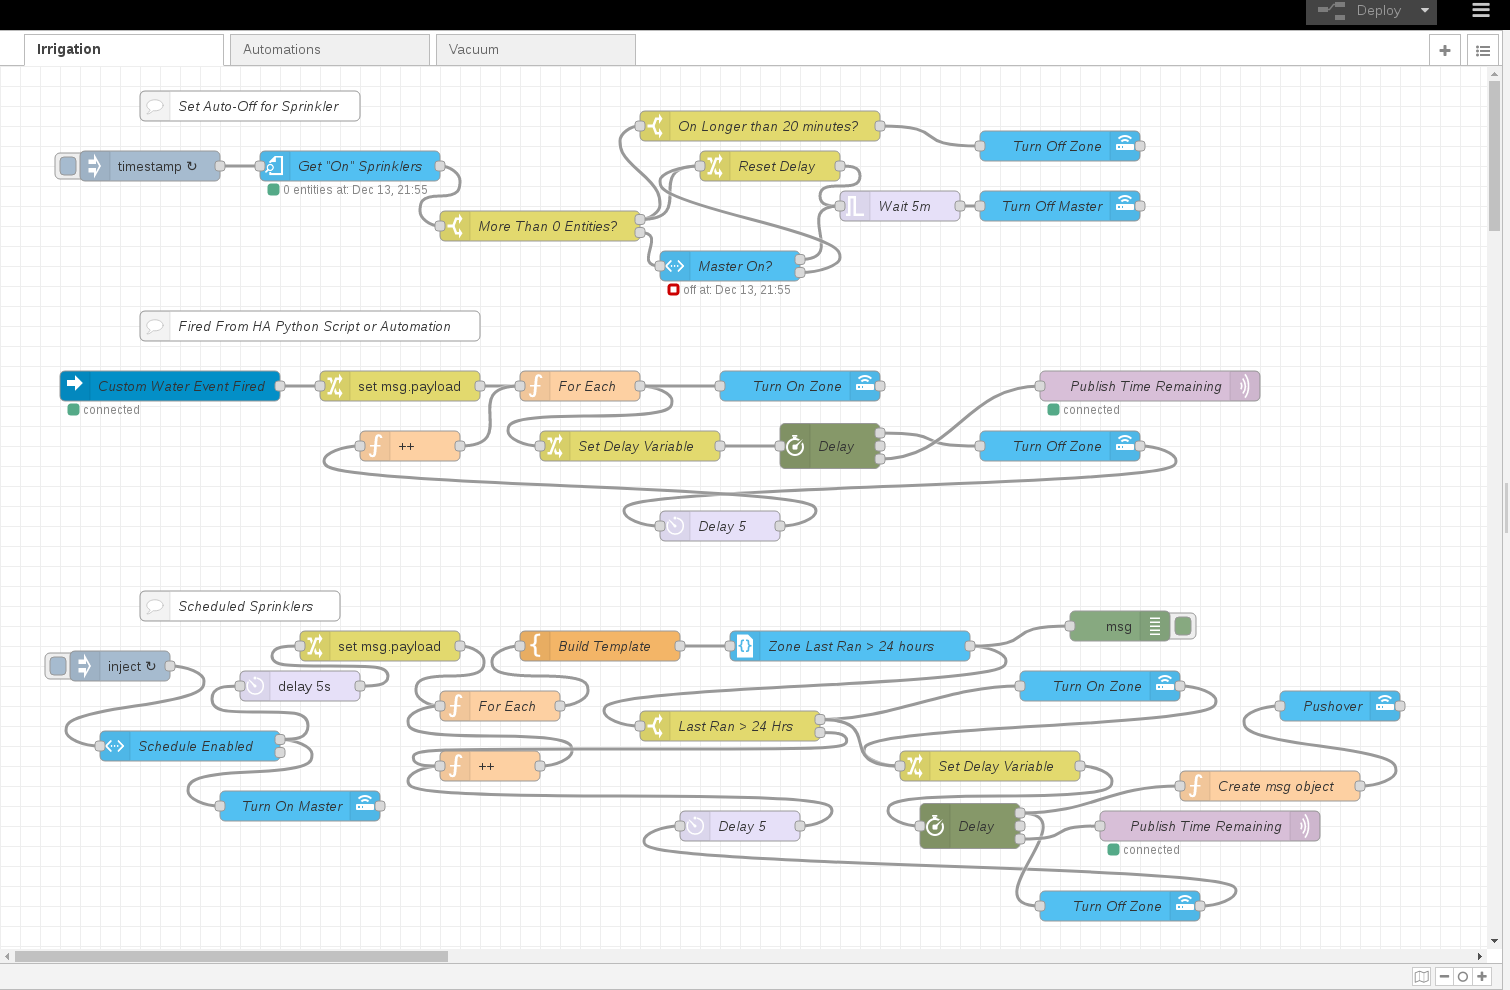 Deploy
Irrigation
Automations
Vacuum
Set Auto-Off for Sprinkler
On Longer than 20 minutes?
Turn Off Zone
timestamp ↻
Get "On" Sprinklers
Reset Delay
0 entities at: Dec 13, 21:55
Wait 5m
Turn Off Master
More Than 0 Entities?
Master On?
off at: Dec 13, 21:55
Fired From HA Python Script or Automation
Custom Water Event Fired
set msg.payload
For Each
Turn On Zone
Publish Time Remaining
connected
connected
++
Set Delay Variable
Delay
Turn Off Zone
Delay 5
Scheduled Sprinklers
msg
set msg.payload
Build Template
Zone Last Ran > 24 hours
inject ↻
delay 5s
Turn On Zone
For Each
Pushover
Last Ran > 24 Hrs
Schedule Enabled
++
Set Delay Variable
Create msg object
Turn On Master
Delay 5
Delay
Publish Time Remaining
connected
Turn Off Zone